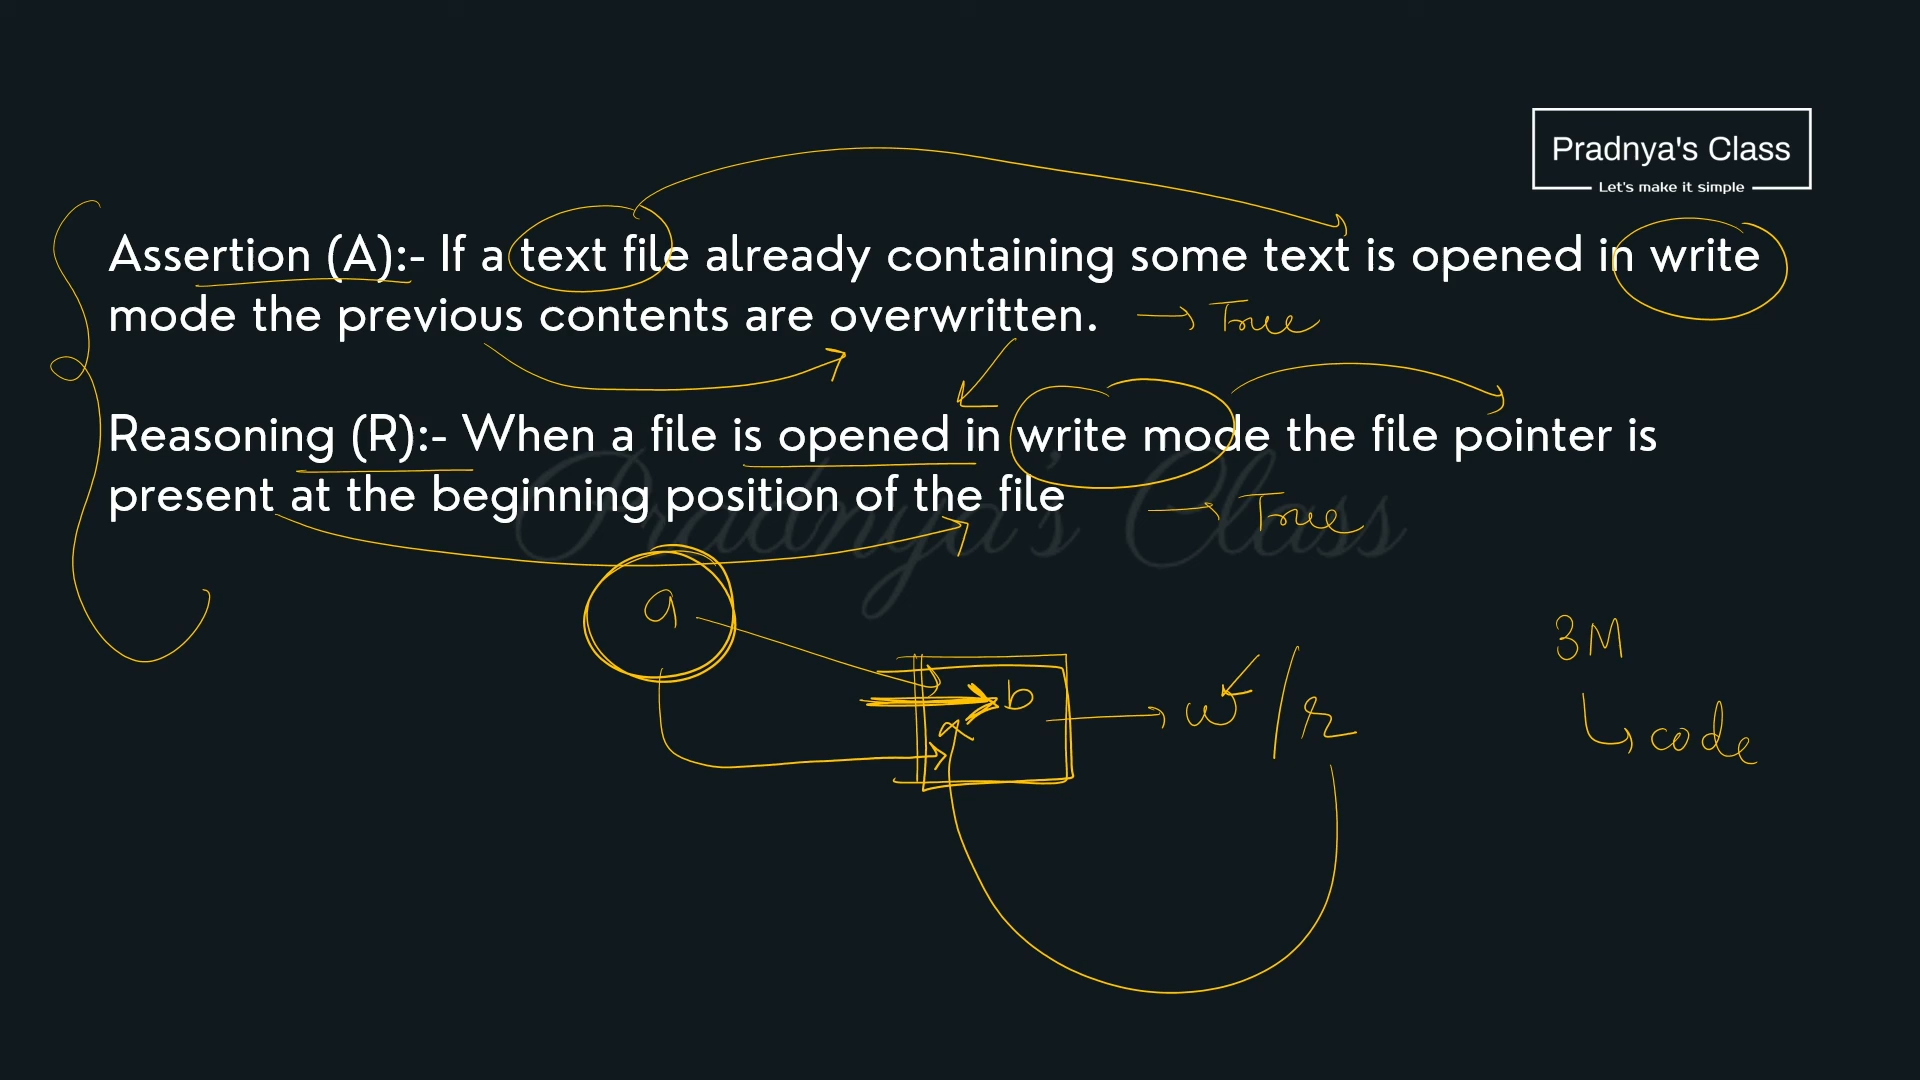 Pradnya's Class
Let's make it simple
Assertion (A):- If a text file already containing some text is opened in write
mode the previous contents are overwritten. → True
Reasoning (R):- When a file is opened in write mode the file pointer is
present at the beginning position of the file → True
Pradnya's Class
a
3M
b
w / r
code